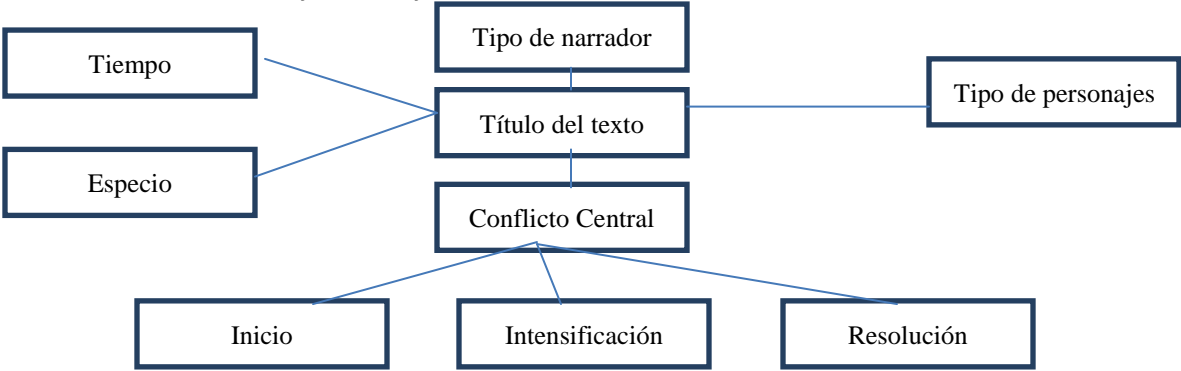 Tipo de narrador
Tiempo
Tipo de personajes
Título del texto
Especio
Conflicto Central
Inicio
Intensificación
Resolución